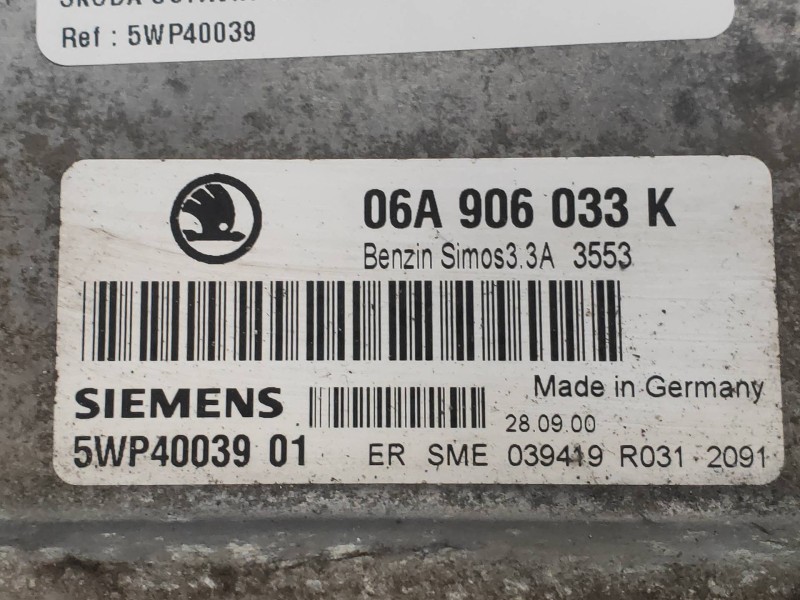 Ref : 5WP40039
06A 906 033 K
Benzin Simos3.3A 3553
SIEMENS
Made in Germany
28.09.00
5WP40039 01
ER SME 039419 R031 2091